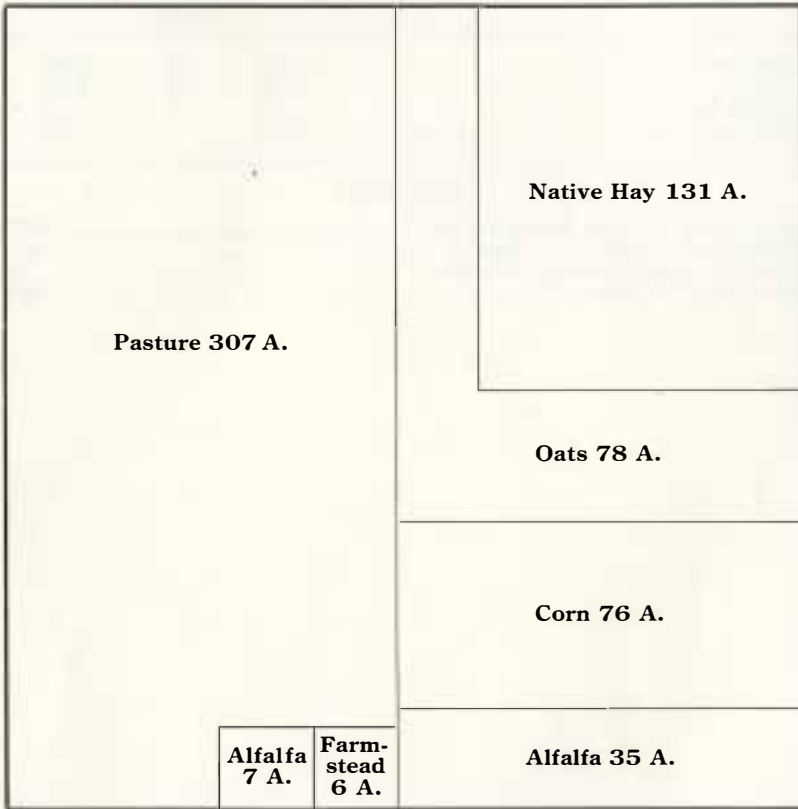 Native Hay 131 A.
Pasture 307 A.
Oats 78 A.
Corn 76 A.
Alfalfa
7 A.
Farm-
stead
6 A.
Alfalfa 35 A.